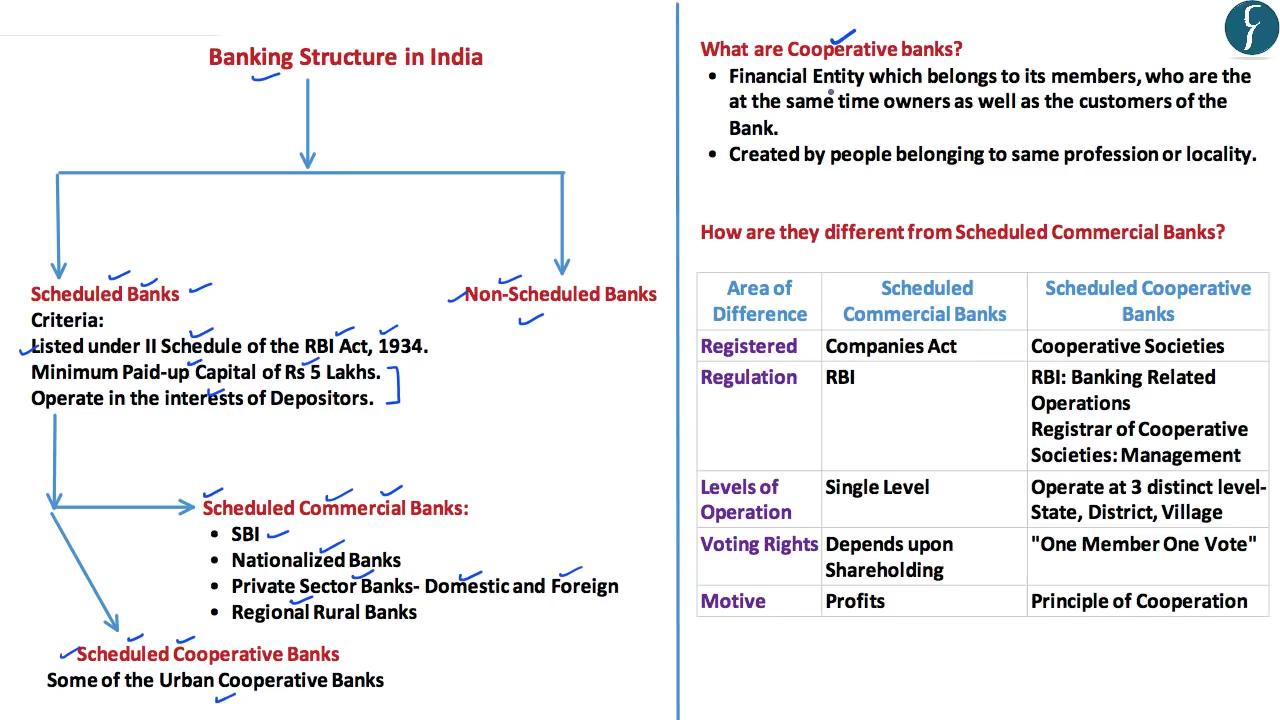 Banking Structure in India
Scheduled Banks
Criteria:
Listed under II Schedule of the RBI Act, 1934.
Minimum Paid-up Capital of Rs 5 Lakhs.
Operate in the interests of Depositors.
Non-Scheduled Banks
Scheduled Commercial Banks:
• SBI
• Nationalized Banks
• Private Sector Banks- Domestic and Foreign
• Regional Rural Banks
Scheduled Cooperative Banks
Some of the Urban Cooperative Banks
What are Cooperative banks?
• Financial Entity which belongs to its members, who are the
at the same time owners as well as the customers of the
Bank.
• Created by people belonging to same profession or locality.
How are they different from Scheduled Commercial Banks?
Area of
Difference
Scheduled
Commercial Banks
Scheduled Cooperative
Banks
Registered
Companies Act
Cooperative Societies
Regulation
RBI
RBI: Banking Related
Operations
Registrar of Cooperative
Societies: Management
Levels of
Operation
Single Level
Operate at 3 distinct level-
State, District, Village
Voting Rights
Depends upon
Shareholding
"One Member One Vote"
Motive
Profits
Principle of Cooperation